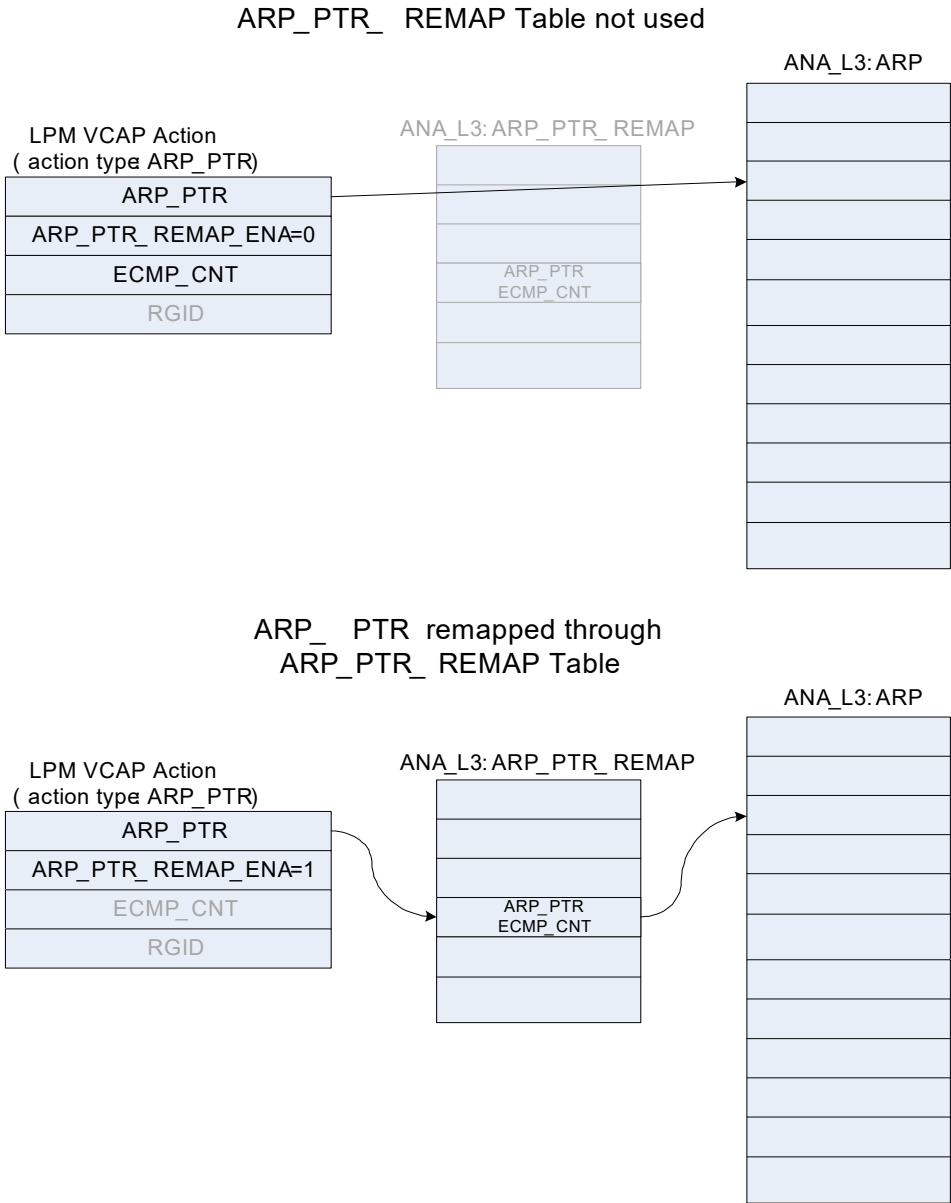 ARP_PTR_ REMAP Table not used
ANA_L3: ARP
LPM VCAP Action
( action type: ARP_PTR)
ANA_L3: ARP_PTR_ REMAP
ARP_PTR
ARP_PTR_ REMAP_ENA=0
ECMP_CNT
RGID
ARP_PTR
ECMP_CNT
ARP_ PTR remapped through
ARP_PTR_ REMAP Table
ANA_L3: ARP
LPM VCAP Action
( action type: ARP_PTR)
ANA_L3: ARP_PTR_ REMAP
ARP_PTR
ARP_PTR_ REMAP_ENA=1
ECMP_CNT
RGID
ARP_PTR
ECMP_CNT